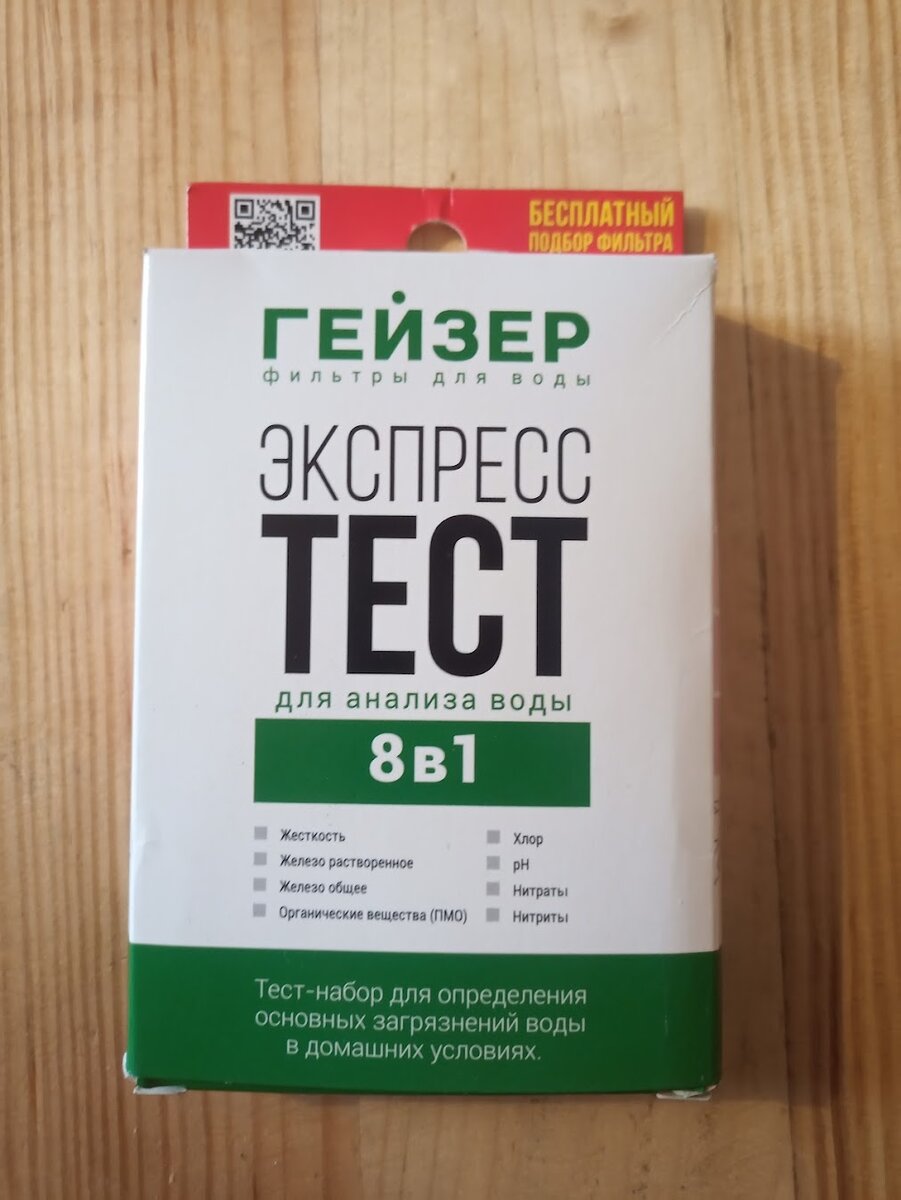 БЕСПЛАТНЫЙ
ПОДБОР ФИЛЬТРА
ГЕЙЗЕР
фильтры для воды
ЭКСПРЕСС
ТЕСТ
для анализа воды
8в1
Жесткость
Железо растворенное
Железо общее
Органические вещества (ПМО)
Хлор
pH
Нитраты
Нитриты
Тест-набор для определения
основных загрязнений воды
в домашних условиях.